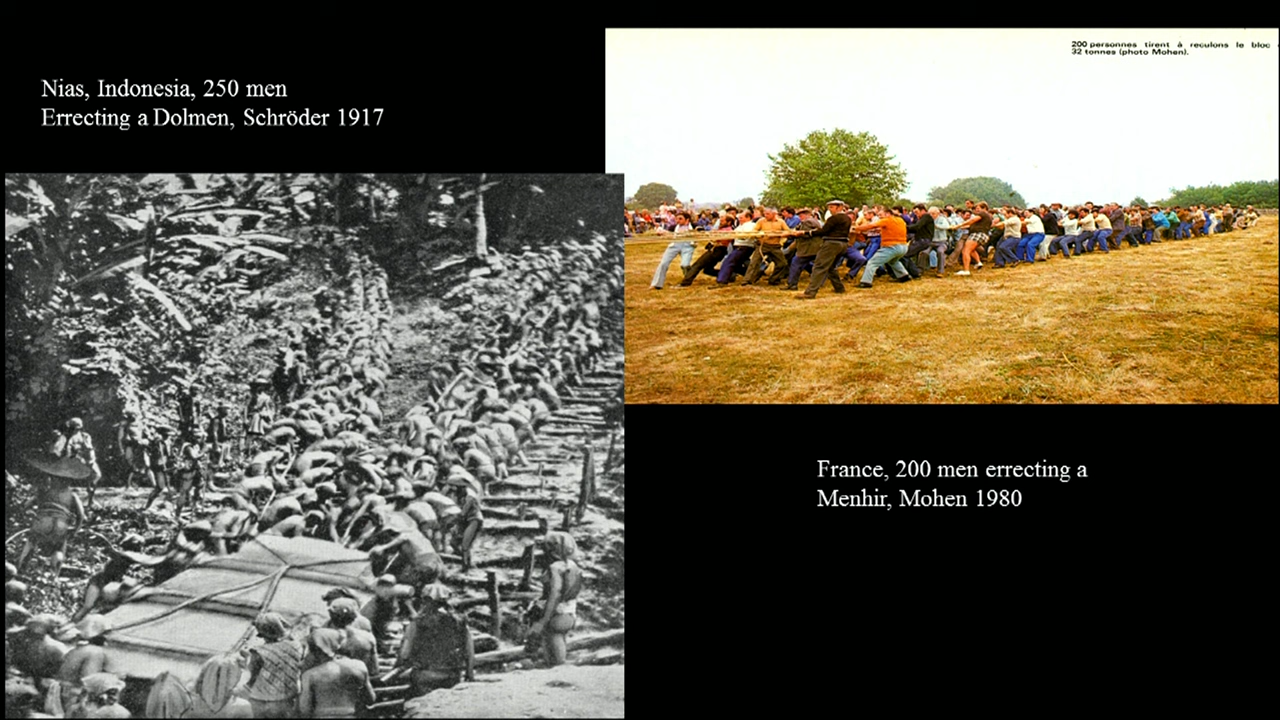 Nias, Indonesia, 250 men
Errecting a Dolmen, Schröder 1917
200 personnes tirent à reculons le bloc
32 tonnes (photo Mohen).
France, 200 men errecting a
Menhir, Mohen 1980